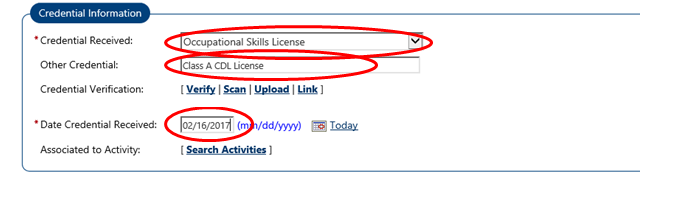 Credential Information
* Credential Received: Occupational Skills License
Other Credential: Class A CDL License
Credential Verification: [ Verify | Scan | Upload | Link ]
* Date Credential Received: 02/16/2017 (mm/dd/yyyy) Today
Associated to Activity: [ Search Activities ]